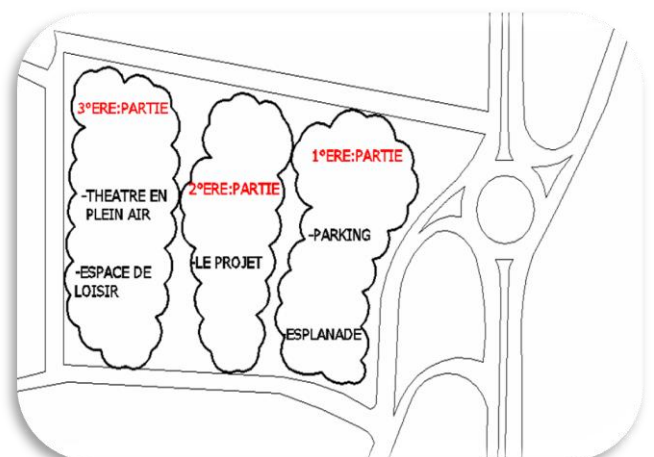 3°ERE:PARTIE
-THEATRE EN
PLEIN AIR
-ESPACE DE
LOISIR
2°ERE:PARTIE
-LE PROJET
1°ERE:PARTIE
-PARKING
ESPLANADE